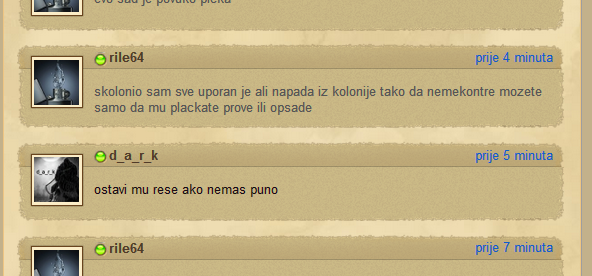 evo sad je povuko pleka
rile64 prije 4 minuta
skolonio sam sve uporan je ali napada iz kolonije tako da nemekontre mozete
samo da mu plackate prove ili opsade
d_a_r_k prije 5 minuta
d_a_r_k
ostavi mu rese ako nemas puno
rile64 prije 7 minuta